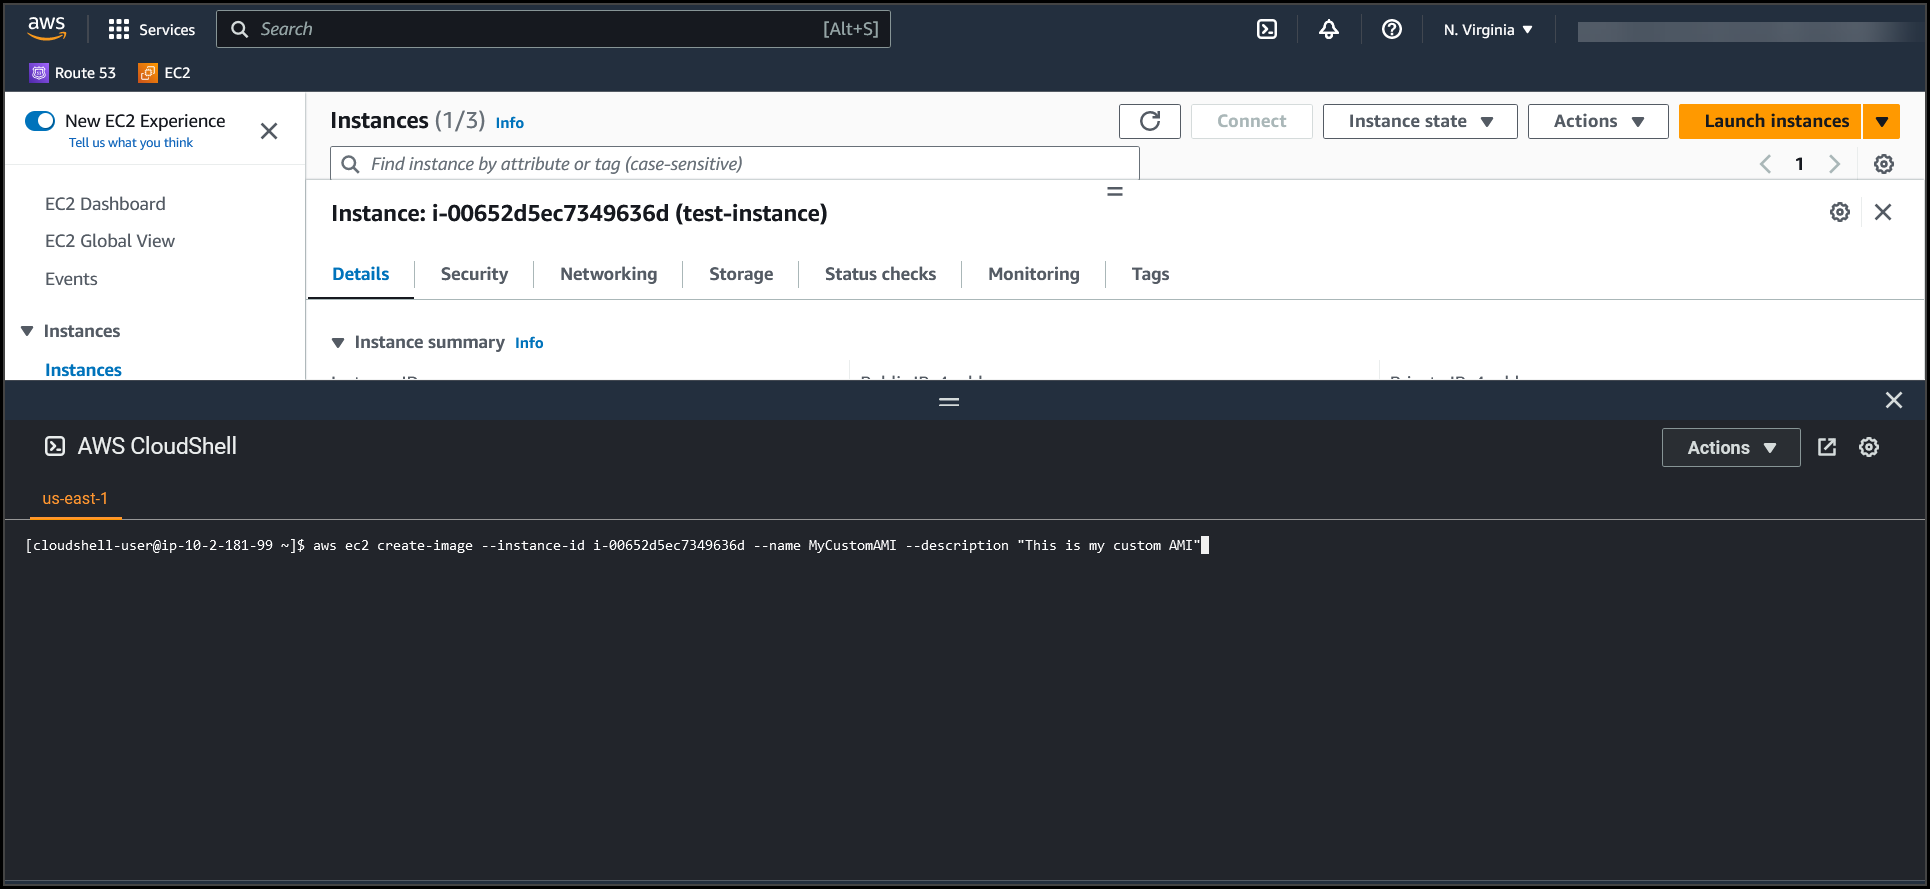 aws
Services
Search
[Alt+S]
N. Virginia
Route 53
EC2
New EC2 Experience
Tell us what you think
EC2 Dashboard
EC2 Global View
Events
Instances
Instances
Instances (1/3) Info
Connect
Instance state
Actions
Launch instances
Find instance by attribute or tag (case-sensitive)
1
Instance: i-00652d5ec7349636d (test-instance)
Details
Security
Networking
Storage
Status checks
Monitoring
Tags
Instance summary Info
AWS CloudShell
Actions
us-east-1
[cloudshell-user@ip-10-2-181-99 ~]$ aws ec2 create-image --instance-id i-00652d5ec7349636d --name MyCustomAMI --description "This is my custom AMI"